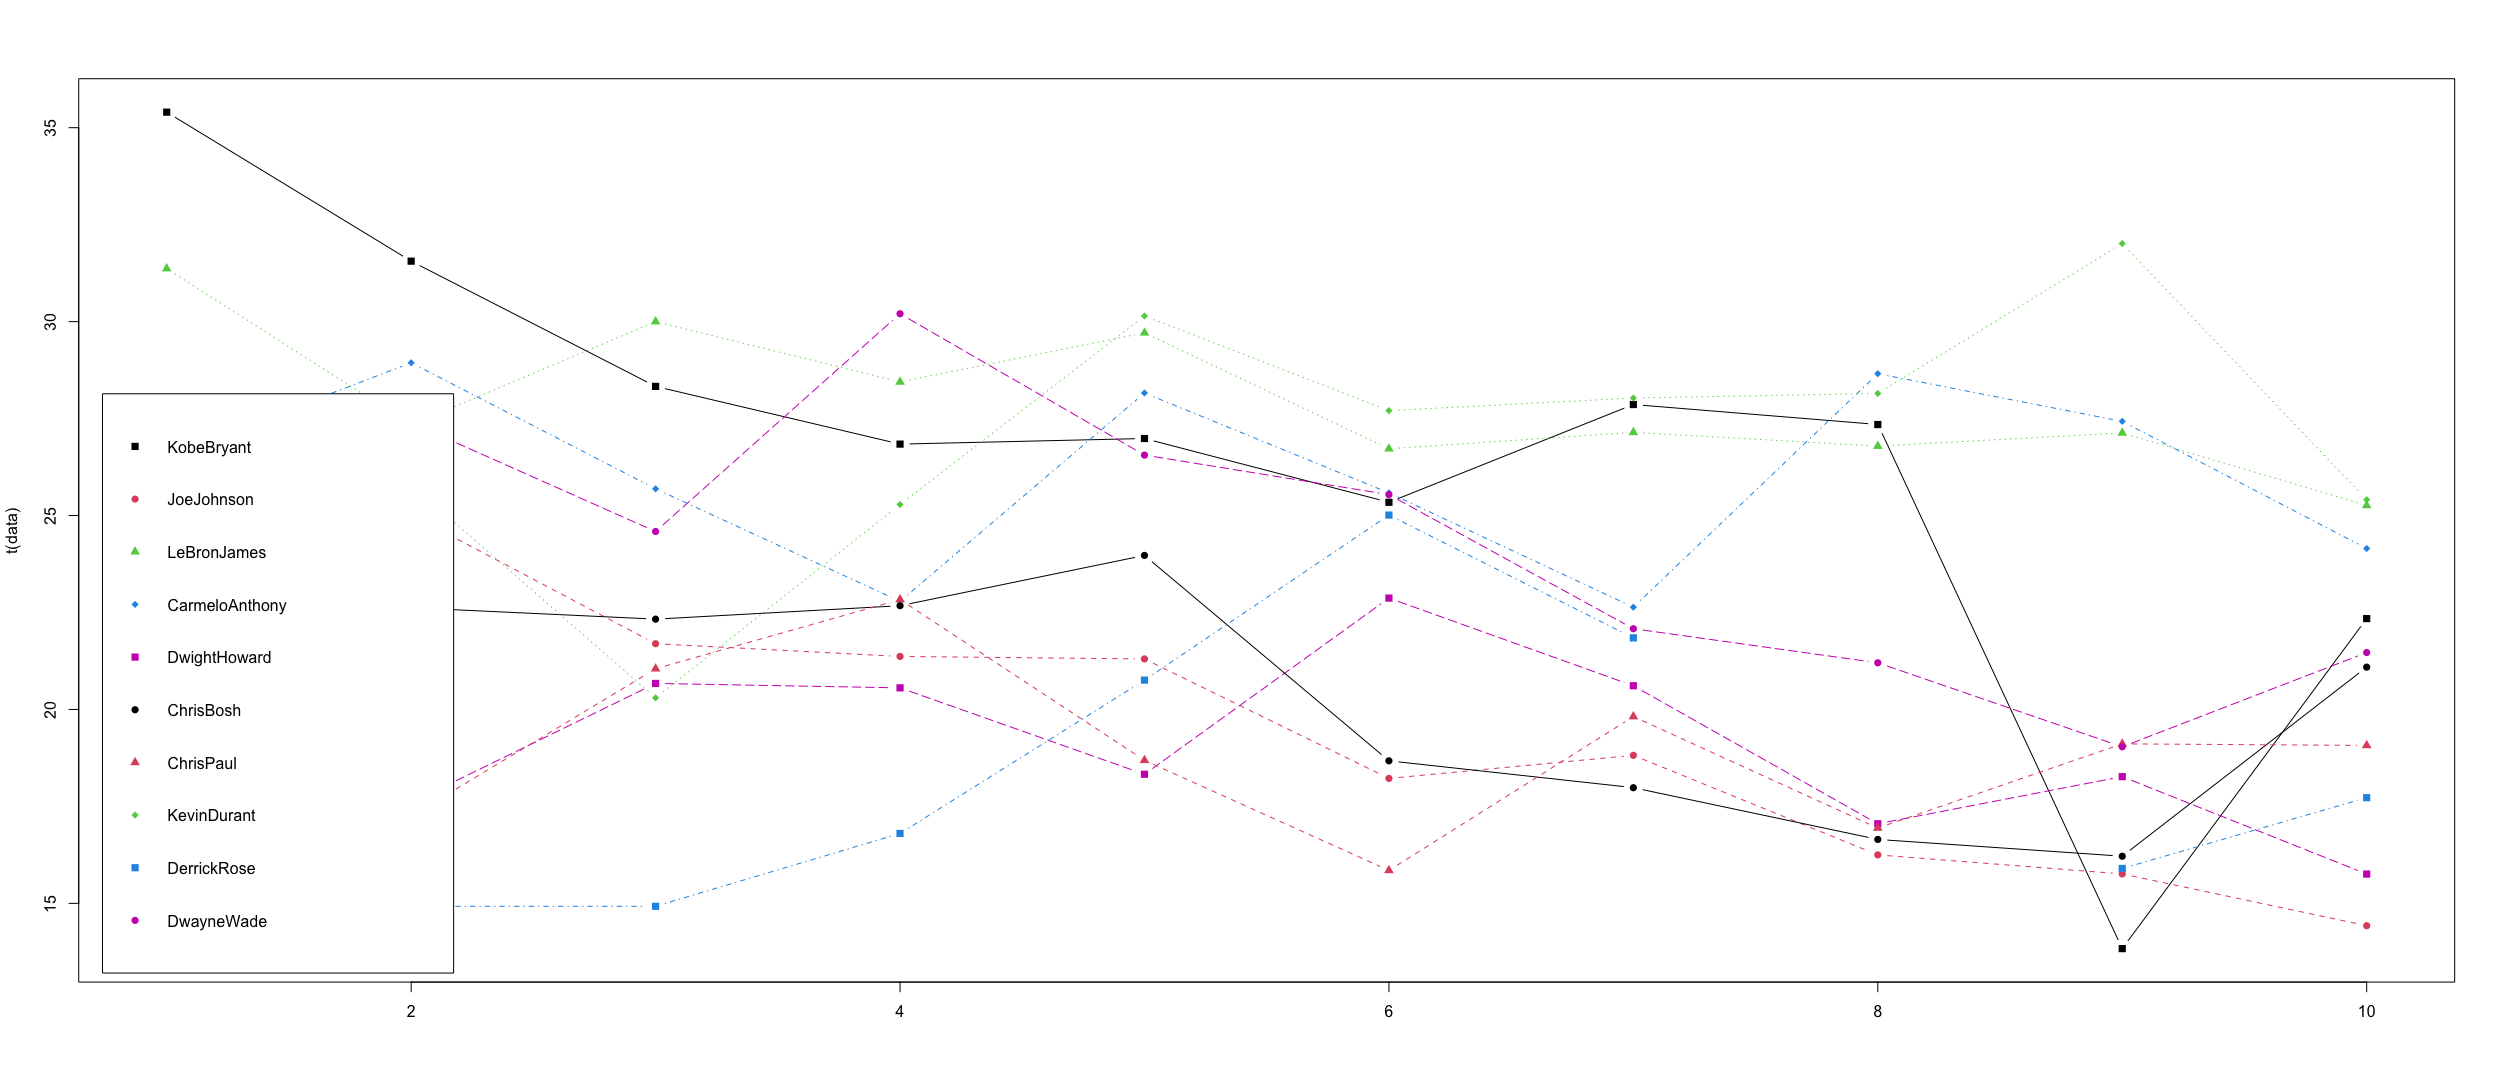 t(data)
35
30
25
20
15
KobeBryant
JoeJohnson
LeBronJames
CarmeloAnthony
DwightHoward
ChrisBosh
ChrisPaul
KevinDurant
DerrickRose
DwayneWade
2 4 6 8 10